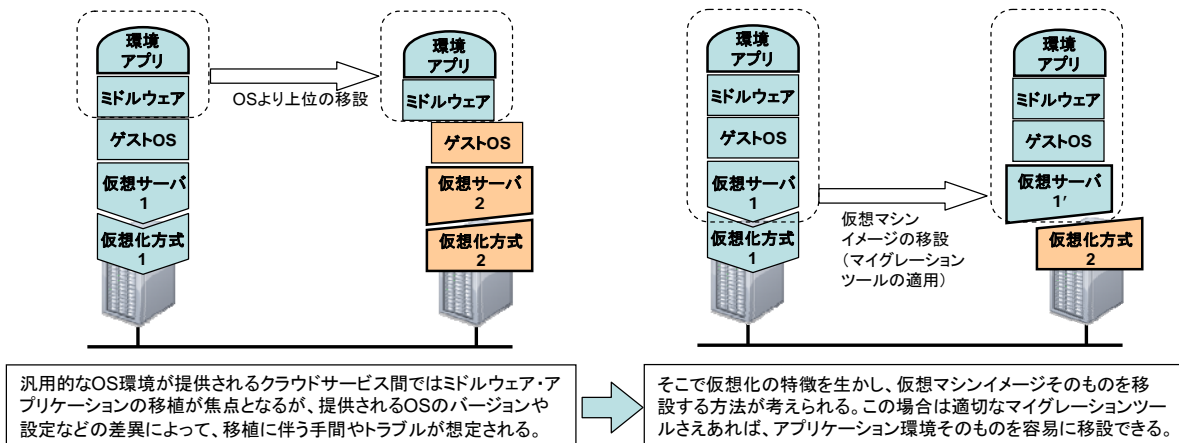 環境
アプリ
ミドルウェア
ゲストOS
仮想サーバ
1
仮想化方式
1
OSより上位の移設
環境
アプリ
ミドルウェア
ゲストOS
仮想サーバ
2
仮想化方式
2
環境
アプリ
ミドルウェア
ゲストOS
仮想サーバ
1
仮想化方式
1
仮想マシン
イメージの移設
（マイグレーション
ツールの適用）
環境
アプリ
ミドルウェア
ゲストOS
仮想サーバ
1’
仮想化方式
2
汎用的なOS環境が提供されるクラウドサービス間ではミドルウェア・ア
プリケーションの移植が焦点となるが、提供されるOSのバージョンや
設定などの差異によって、移植に伴う手間やトラブルが想定される。
そこで仮想化の特徴を生かし、仮想マシンイメージそのものを移
設する方法が考えられる。この場合は適切なマイグレーションツー
ルさえあれば、アプリケーション環境そのものを容易に移設できる。